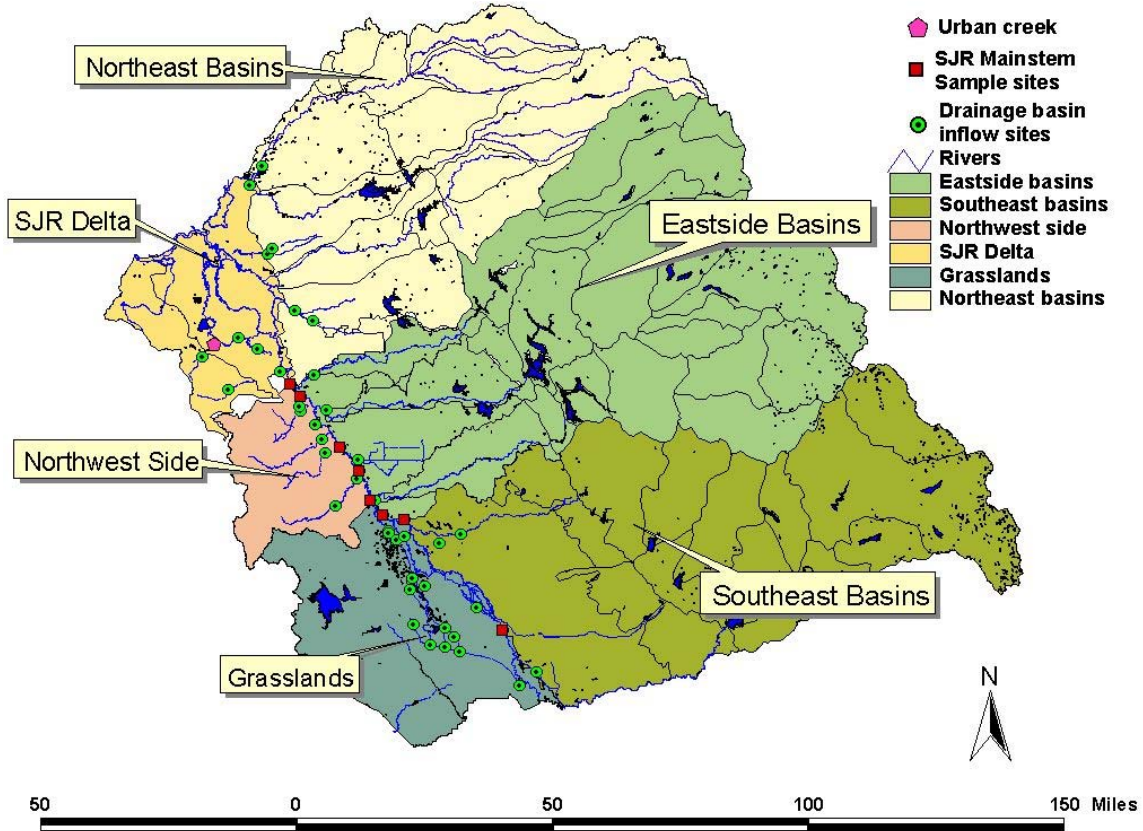 Northeast Basins
SJR Delta
Northwest Side
Grasslands
Eastside Basins
Southeast Basins
Urban creek
SJR Mainstem
Sample sites
Drainage basin
inflow sites
Rivers
Eastside basins
Southeast basins
Northwest side
SJR Delta
Grasslands
Northeast basins
N
50 0 50 100 150 Miles